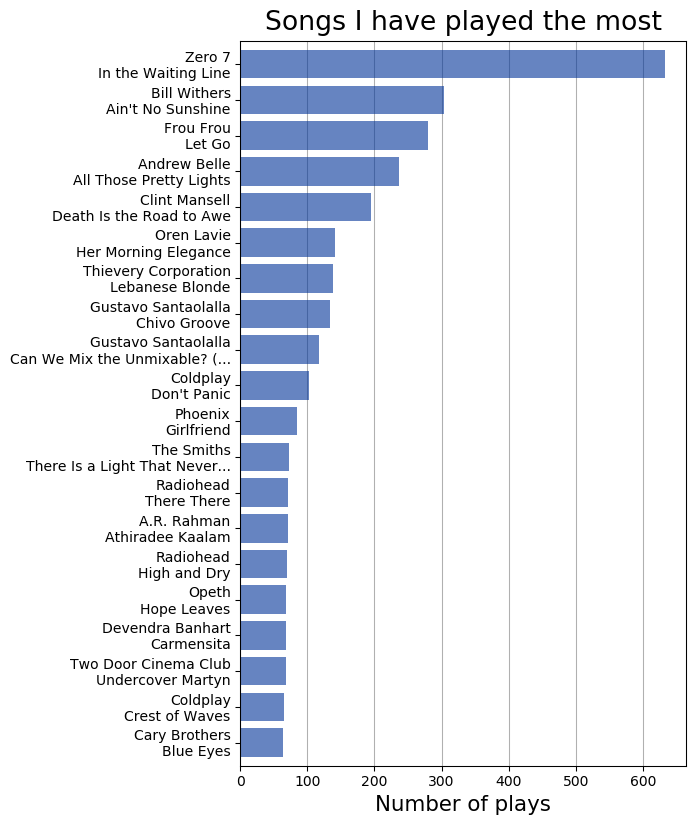 Songs I have played the most
Zero 7
In the Waiting Line
Bill Withers
Ain't No Sunshine
Frou Frou
Let Go
Andrew Belle
All Those Pretty Lights
Clint Mansell
Death Is the Road to Awe
Oren Lavie
Her Morning Elegance
Thievery Corporation
Lebanese Blonde
Gustavo Santaolalla
Chivo Groove
Gustavo Santaolalla
Can We Mix the Unmixable? (...
Coldplay
Don't Panic
Phoenix
Girlfriend
The Smiths
There Is a Light That Never...
Radiohead
There There
A.R. Rahman
Athiradee Kaalam
Radiohead
High and Dry
Opeth
Hope Leaves
Devendra Banhart
Carmensita
Two Door Cinema Club
Undercover Martyn
Coldplay
Crest of Waves
Cary Brothers
Blue Eyes
0 100 200 300 400 500 600
Number of plays